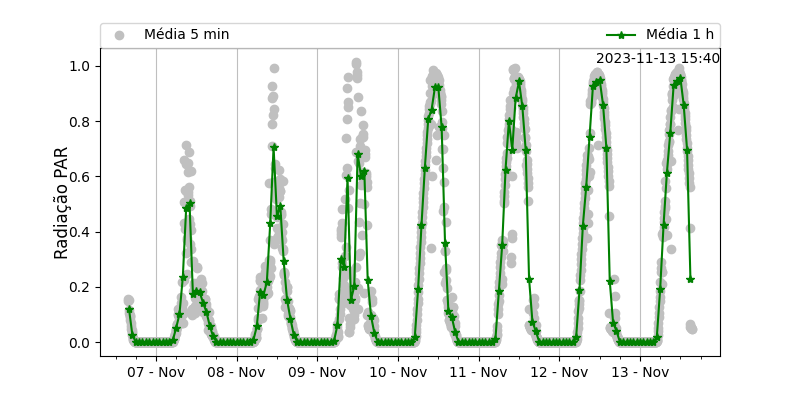 Média 5 min
Média 1 h
2023-11-13 15:40
Radiação PAR
1.0
0.8
0.6
0.4
0.2
0.0
07 - Nov
08 - Nov
09 - Nov
10 - Nov
11 - Nov
12 - Nov
13 - Nov